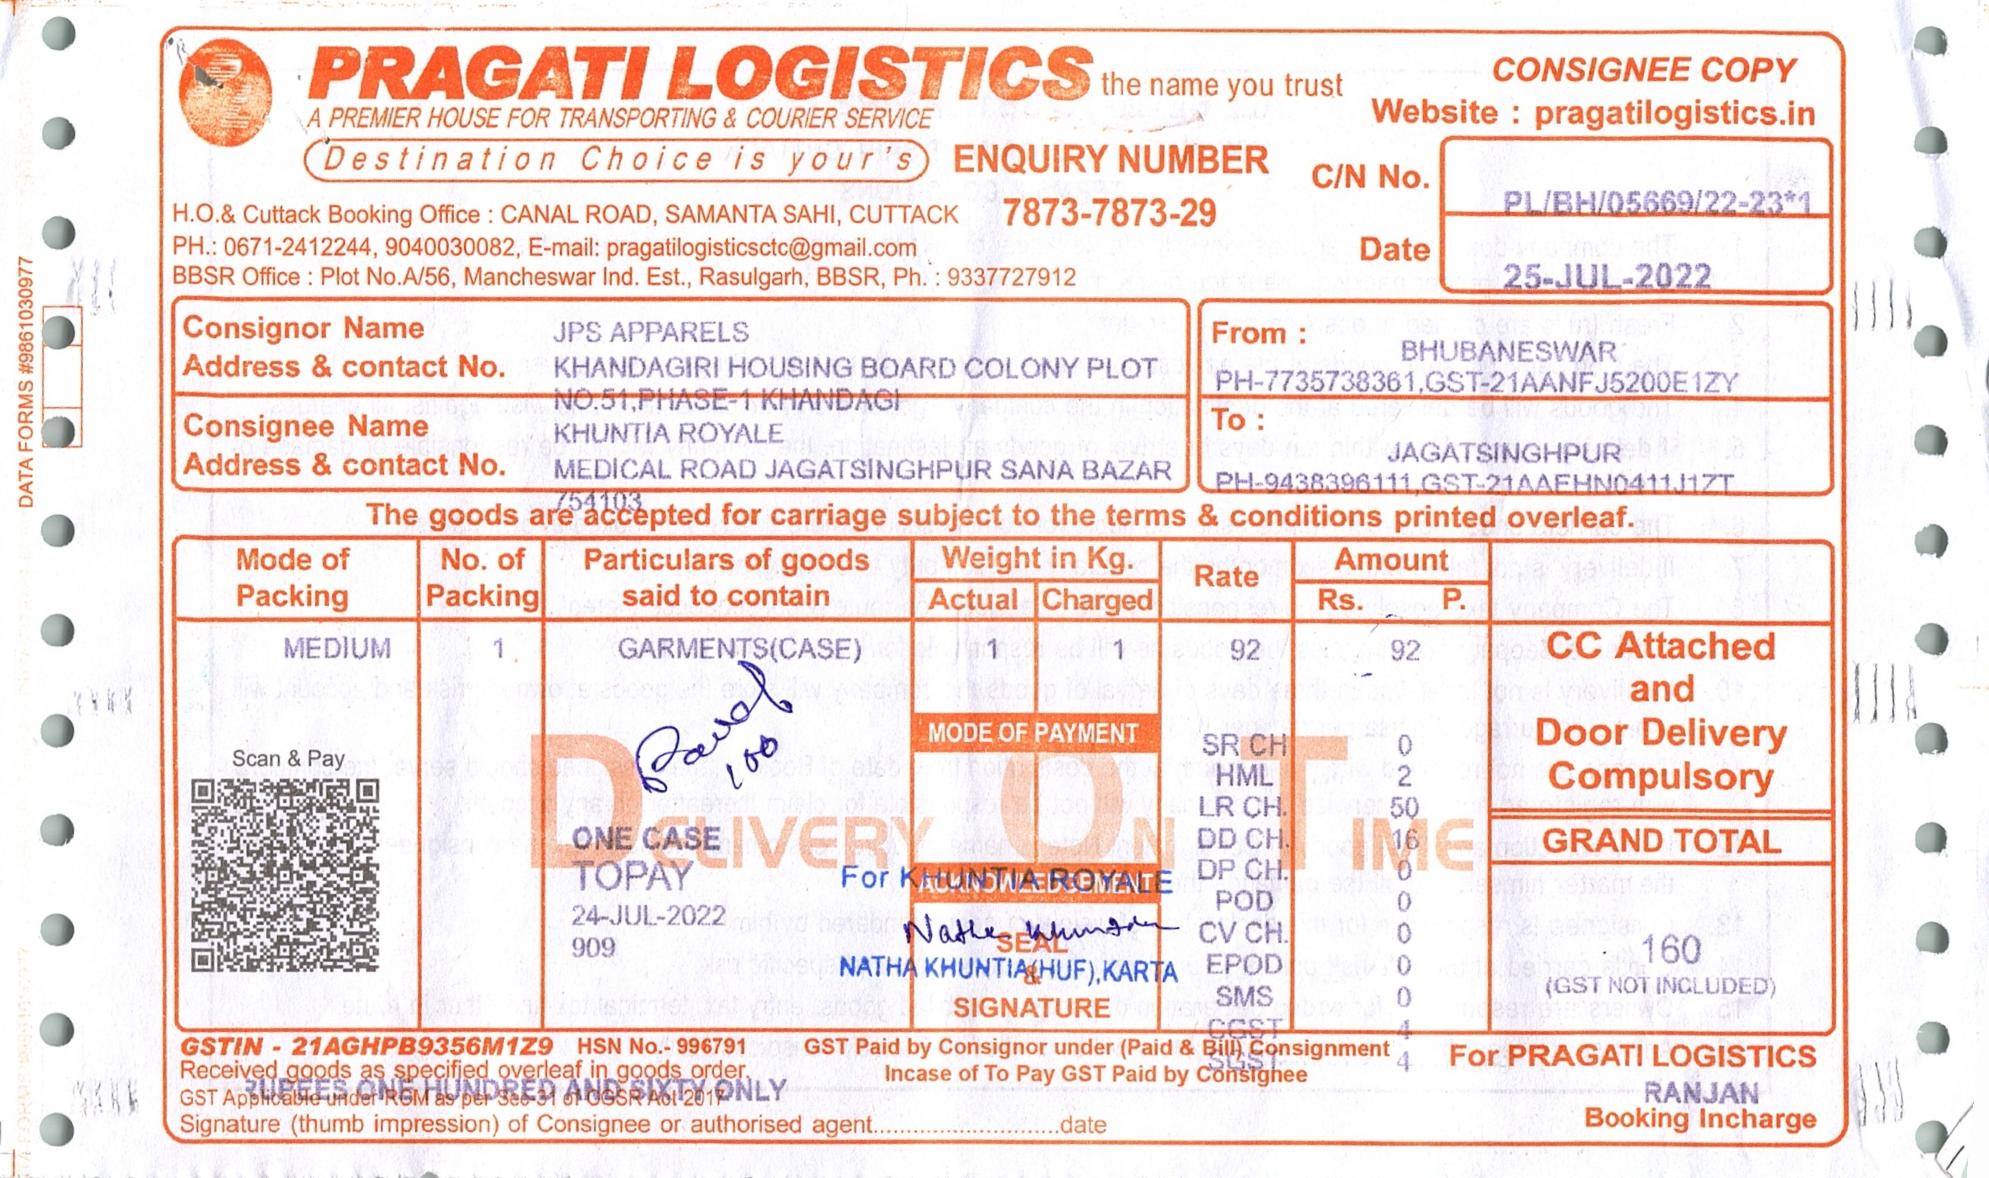 PRAGATI LOGISTICS the name you trust
A PREMIER HOUSE FOR TRANSPORTING & COURIER SERVICE
Destination Choice is your's
CONSIGNEE COPY
Website : pragatilogistics.in
ENQUIRY NUMBER
7873-7873-29
C/N No. PL/BH/05669/22-23*1
Date 25-JUL-2022
H.O.& Cuttack Booking Office : CANAL ROAD, SAMANTA SAHI, CUTTACK
PH.: 0671-2412244, 9040030082, E-mail: pragatilogisticsctc@gmail.com
BBSR Office : Plot No.A/56, Mancheswar Ind. Est., Rasulgarh, BBSR, Ph. : 9337727912
DATA FORMS #9861030977
Consignor Name JPS APPARELS
Address & contact No. KHANDAGIRI HOUSING BOARD COLONY PLOT
NO.51,PHASE-1 KHANDAGI
Consignee Name KHUNTIA ROYALE
Address & contact No. MEDICAL ROAD JAGATSINGHPUR SANA BAZAR
754103
From :
BHUBANESWAR
PH-7735738361,GST-21AANFJ5200E1ZY
To :
JAGATSINGHPUR
PH-9438396111,GST-21AAEHN0411J1ZT
The goods are accepted for carriage subject to the terms & conditions printed overleaf.
Mode of Packing No. of Packing Particulars of goods said to contain Weight in Kg. Actual Charged Rate Amount Rs. P.
MEDIUM 1 GARMENTS(CASE) 1 1 92 92
CC Attached
and
Door Delivery
Compulsory
GRAND TOTAL
160
(GST NOT INCLUDED)
Scan & Pay
100
DELIVERY ON TIME
ONE CASE
TOPAY
24-JUL-2022
909
MODE OF PAYMENT
ACKNOWLEDGEMENT
For KHUNTIA ROYALE
Natha Khuntia
SEAL
&
SIGNATURE
NATHA KHUNTIA(HUF),KARTA
SR CH 0
HML 2
LR CH. 50
DD CH. 16
DP CH. 0
POD 0
CV CH. 0
EPOD 0
SMS 0
CGST 4
SGST 4
GSTIN - 21AGHPB9356M1Z9 HSN No.- 996791
GST Paid by Consignor under (Paid & Bill) Consignment
Incase of To Pay GST Paid by Consignee
Received goods as specified overleaf in goods order.
RUPEES ONE HUNDRED AND SIXTY ONLY
GST Applicable under RGM as per Sec-31 of CGSR Act 2017
Signature (thumb impression) of Consignee or authorised agent............................date
For PRAGATI LOGISTICS
RANJAN
Booking Incharge